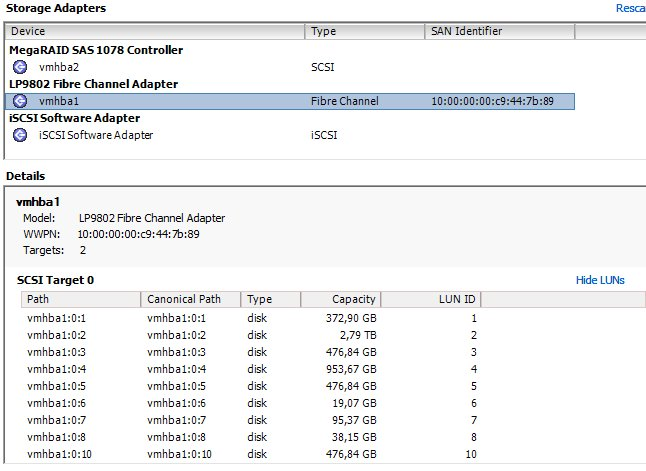 Storage Adapters Resca
Device Type SAN Identifier
MegaRAID SAS 1078 Controller
vmhba2 SCSI
LP9802 Fibre Channel Adapter
vmhba1 Fibre Channel 10:00:00:00:c9:44:7b:89
iSCSI Software Adapter
iSCSI Software Adapter iSCSI
Details
vmhba1
Model: LP9802 Fibre Channel Adapter
WWPN: 10:00:00:00:c9:44:7b:89
Targets: 2
SCSI Target 0 Hide LUNs
Path Canonical Path Type Capacity LUN ID
vmhba1:0:1 vmhba1:0:1 disk 372,90 GB 1
vmhba1:0:2 vmhba1:0:2 disk 2,79 TB 2
vmhba1:0:3 vmhba1:0:3 disk 476,84 GB 3
vmhba1:0:4 vmhba1:0:4 disk 953,67 GB 4
vmhba1:0:5 vmhba1:0:5 disk 476,84 GB 5
vmhba1:0:6 vmhba1:0:6 disk 19,07 GB 6
vmhba1:0:7 vmhba1:0:7 disk 95,37 GB 7
vmhba1:0:8 vmhba1:0:8 disk 38,15 GB 8
vmhba1:0:10 vmhba1:0:10 disk 476,84 GB 10